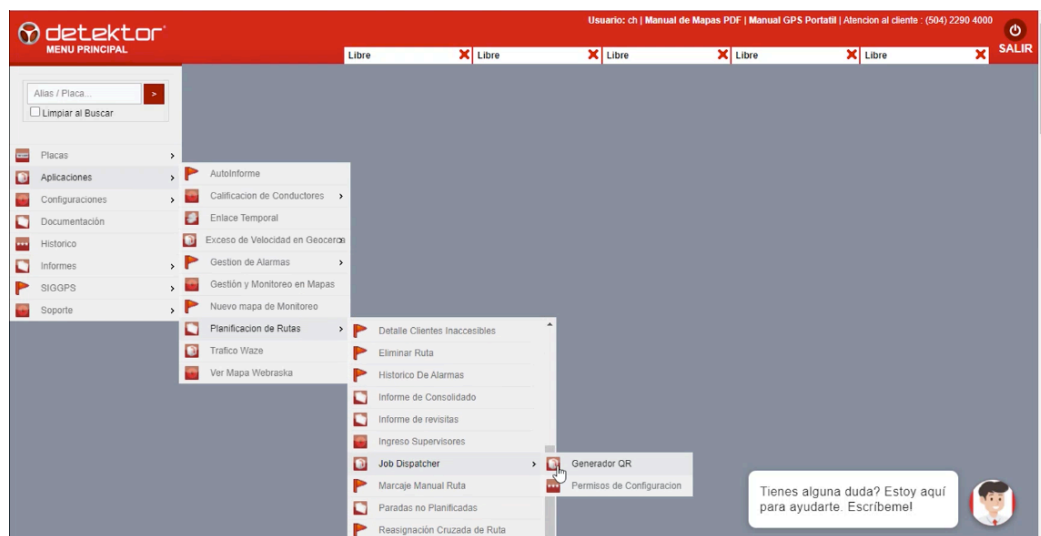 Usuario: ch | Manual de Mapas PDF | Manual GPS Portatil | Atencion al cliente : (504) 2290 4000
detektor
MENU PRINCIPAL
SALIR
Libre
Libre
Libre
Libre
Libre
Alias / Placa...
>
Limpiar al Buscar
Placas
Aplicaciones
Configuraciones
Documentación
Historico
Informes
SIGGPS
Soporte
AutoInforme
Calificacion de Conductores
Enlace Temporal
Exceso de Velocidad en Geocercas
Gestion de Alarmas
Gestión y Monitoreo en Mapas
Nuevo mapa de Monitoreo
Planificacion de Rutas
Trafico Waze
Ver Mapa Webraska
Detalle Clientes Inaccesibles
Eliminar Ruta
Historico De Alarmas
Informe de Consolidado
Informe de revisitas
Ingreso Supervisores
Job Dispatcher
Marcaje Manual Ruta
Paradas no Planificadas
Reasignación Cruzada de Ruta
Generador QR
Permisos de Configuracion
Tienes alguna duda? Estoy aquí
para ayudarte. Escríbeme!